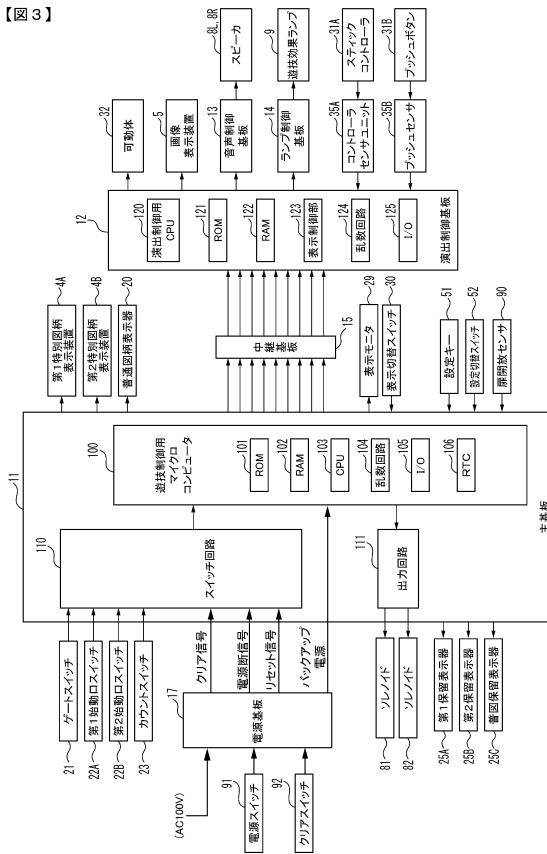 【図３】
32
可動体
5
画像
表示装置
8L, 8R
スピーカ
13
音声制御
基板
9
遊技効果ランプ
14
ランプ制御
基板
31A
スティック
コントローラ
35A
コントローラ
センサユニット
31B
プッシュボタン
35B
プッシュセンサ
12
120
演出制御用
CPU
121
ROM
122
RAM
123
表示制御部
124
乱数回路
125
I/O
演出制御基板
4A
第1特別図柄
表示装置
4B
第2特別図柄
表示装置
20
普通図柄表示器
15
中継基板
29
表示モニタ
30
表示切替スイッチ
51
設定キー
52
設定切替スイッチ
90
扉開放センサ
11
100
遊技制御用
マイクロ
コンピュータ
101
ROM
102
RAM
103
CPU
104
乱数回路
105
I/O
106
RTC
主基板
110
スイッチ回路
111
出力回路
21
ゲートスイッチ
22A
第1始動口スイッチ
22B
第2始動口スイッチ
23
カウントスイッチ
クリア信号
電源断信号
リセット信号
バックアップ
電源
17
電源基板
(AC100V)
91
電源スイッチ
92
クリアスイッチ
81
ソレノイド
82
ソレノイド
25A
第1保留表示器
25B
第2保留表示器
25C
普図保留表示器